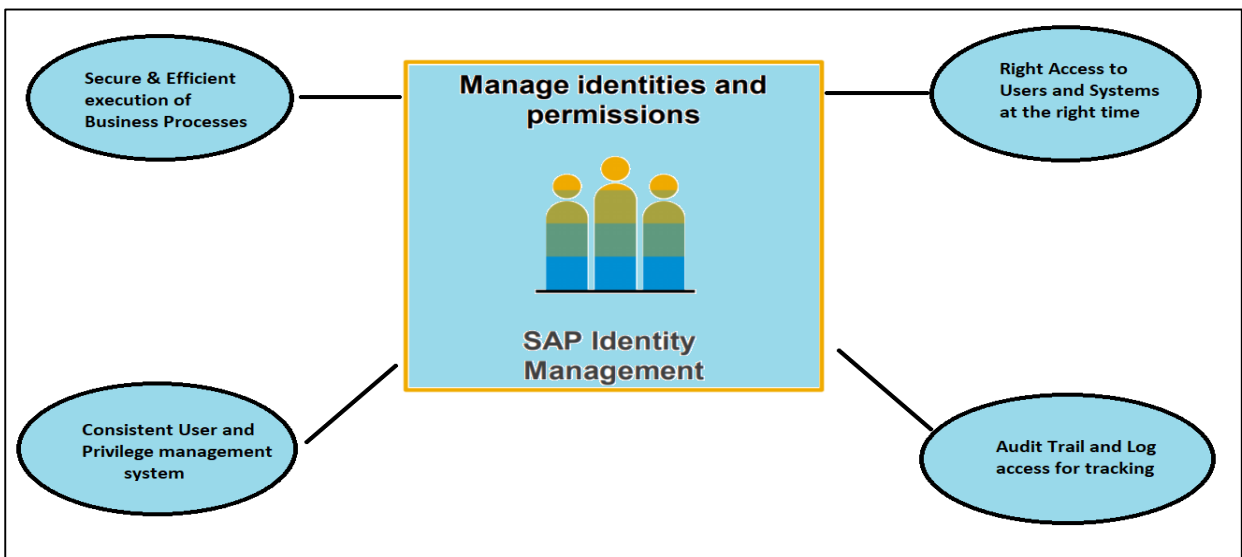 Secure & Efficient
execution of
Business Processes
Manage identities and
permissions
Right Access to
Users and Systems
at the right time
SAP Identity
Management
Consistent User and
Privilege management
system
Audit Trail and Log
access for tracking